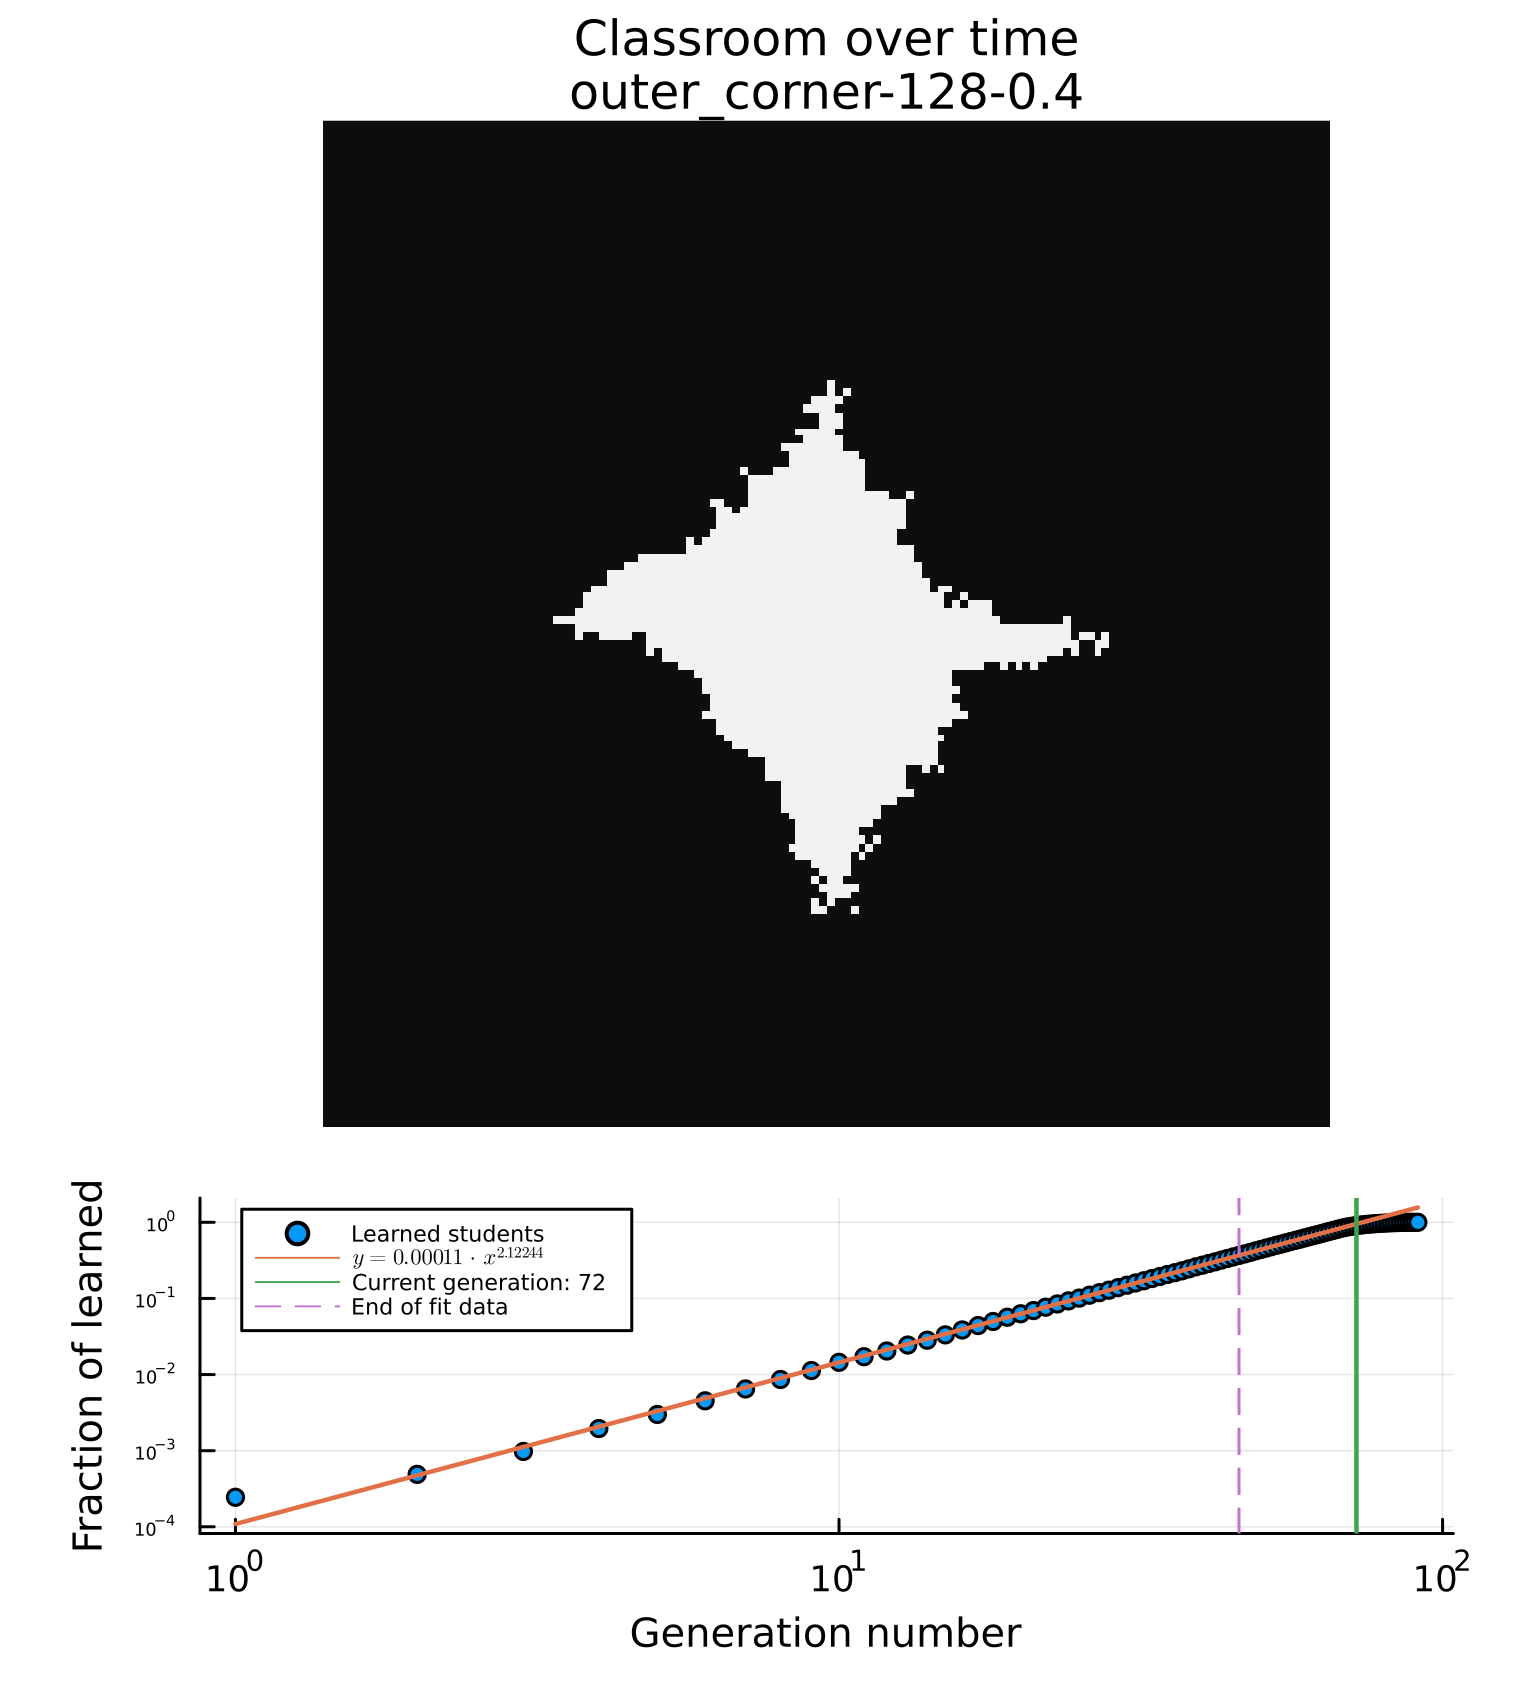 Classroom over time
outer_corner-128-0.4
Fraction of learned
10^0
10^-1
10^-2
10^-3
10^-4
Learned students
y = 0.00011 · x^2.12244
Current generation: 72
End of fit data
10^0 10^1 10^2
Generation number